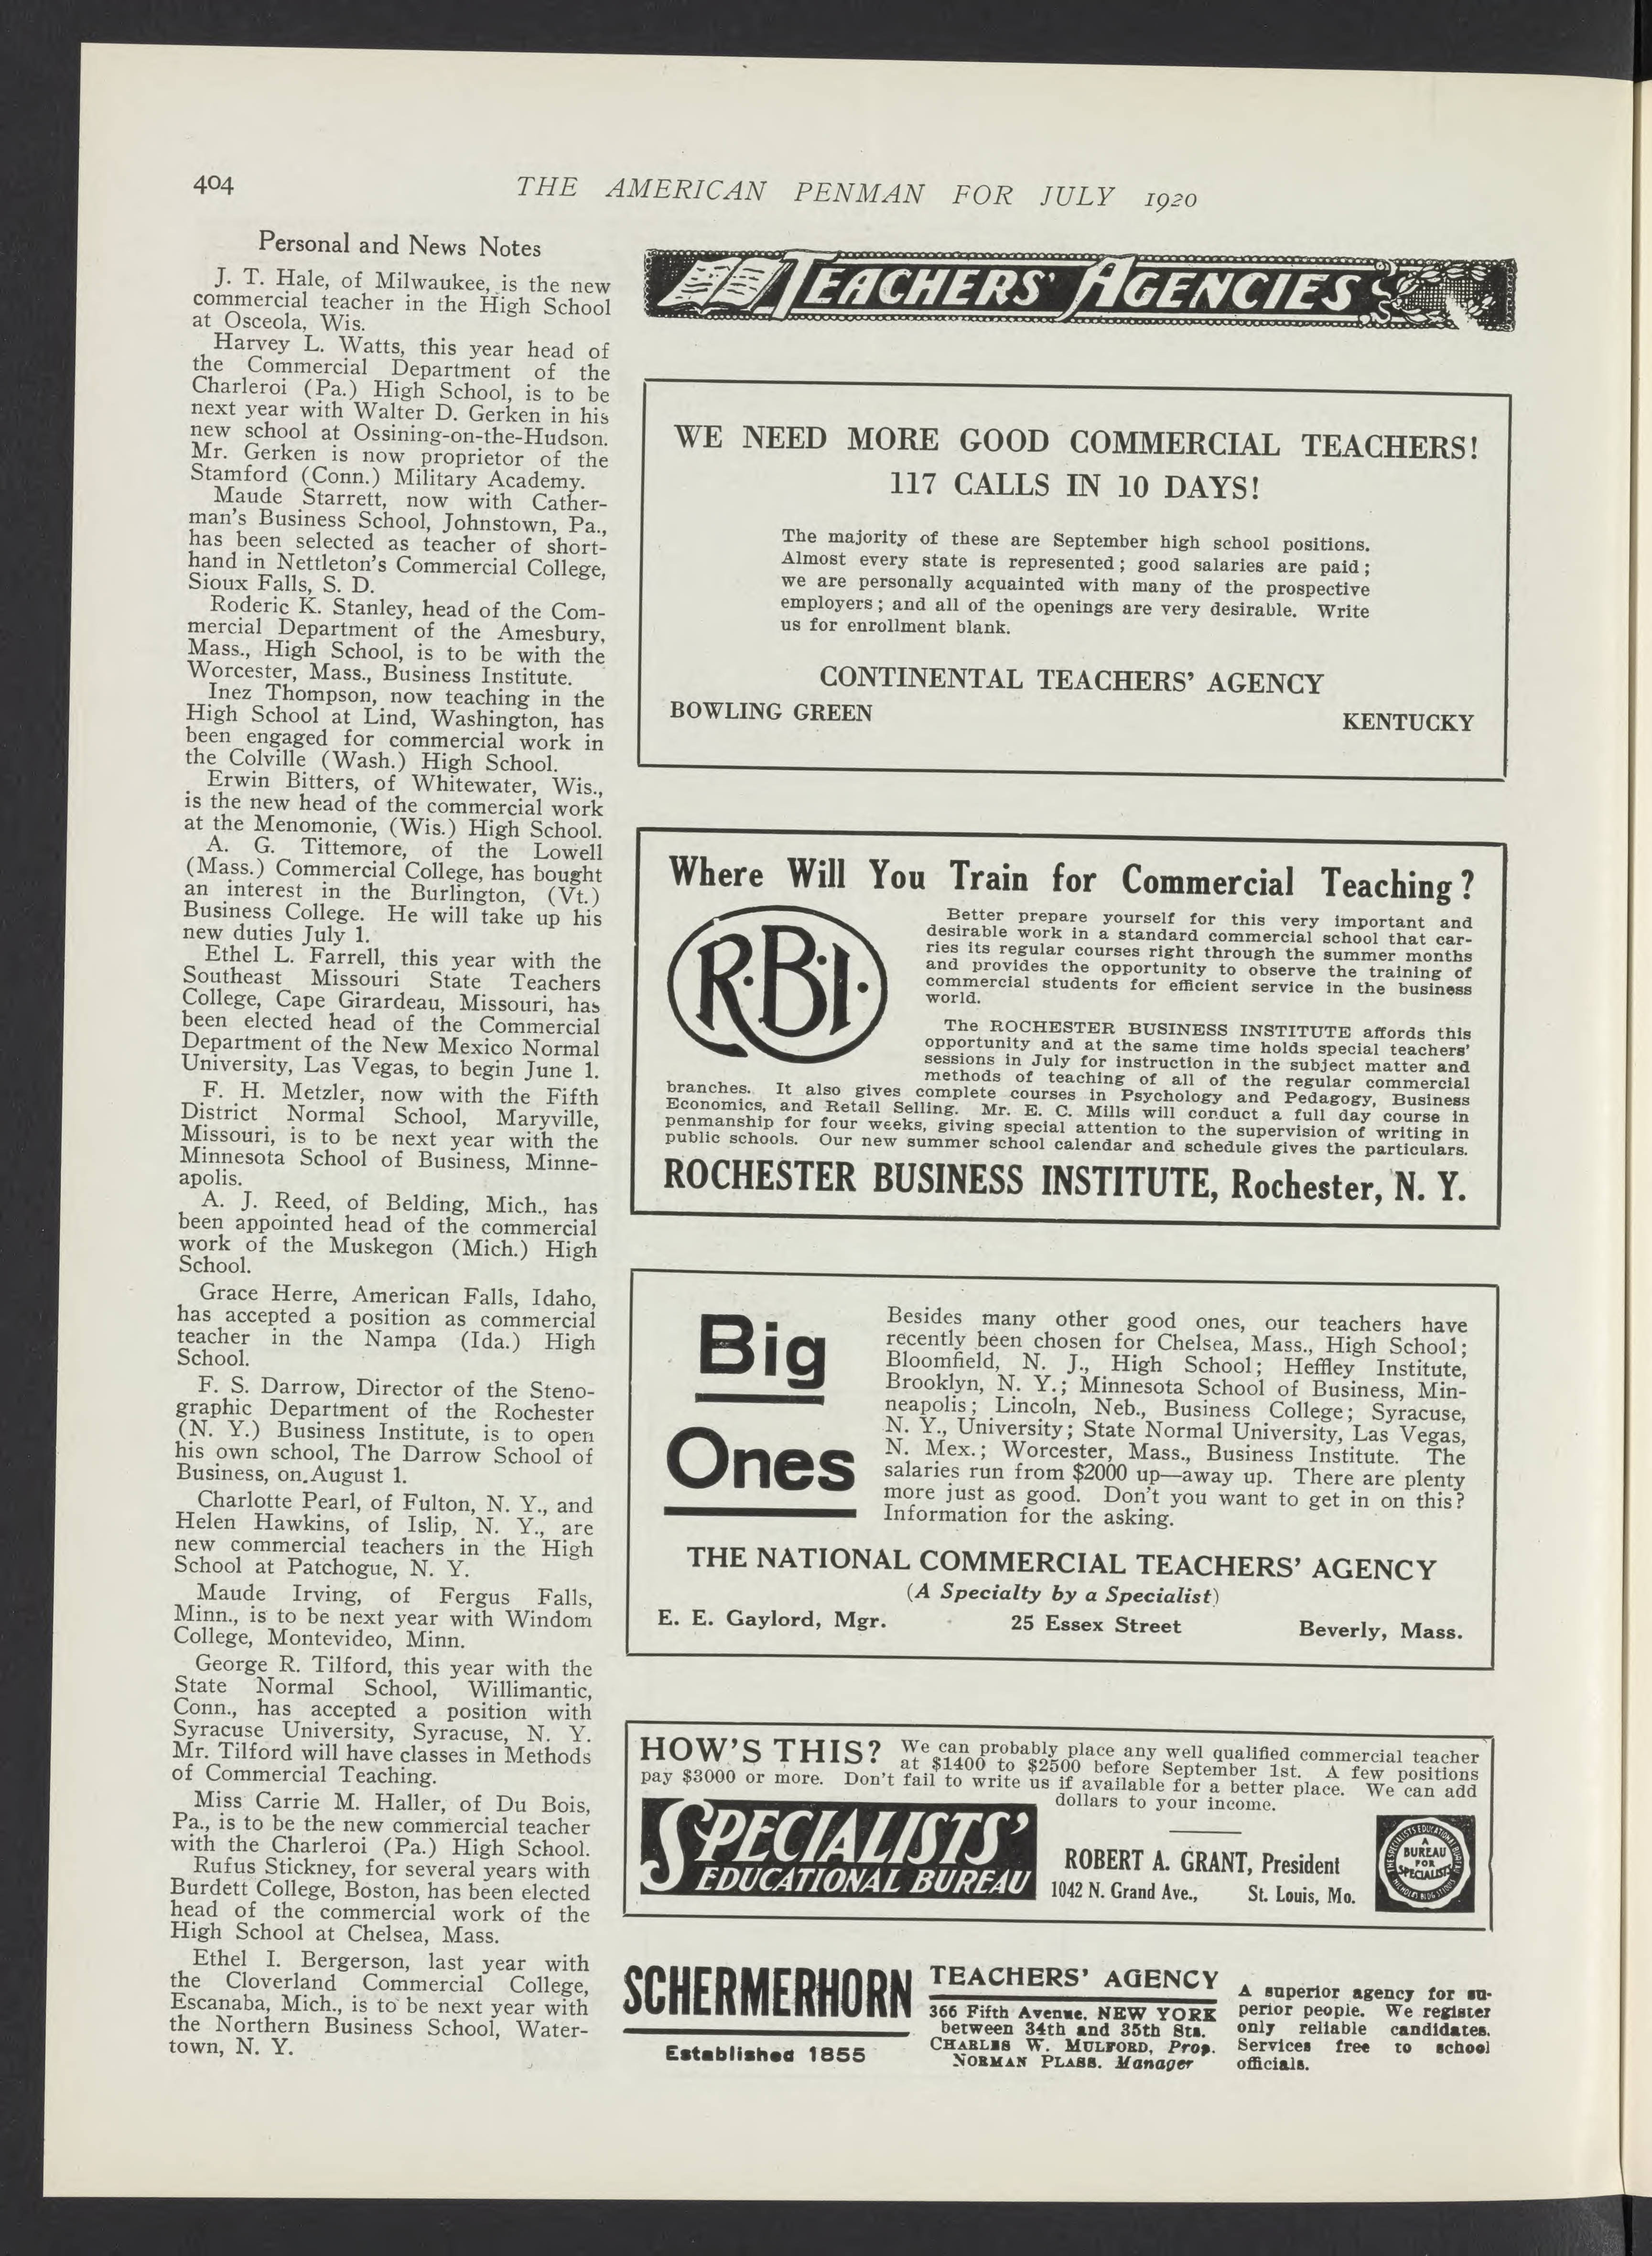 404
THE AMERICAN PENMAN FOR JULY 1920
Personal and News Notes
J. T. Hale, of Milwaukee, is the new
commercial teacher in the High School
at Osceola, Wis.
Harvey L. Watts, this year head of
the Commercial Department of the
Charleroi (Pa.) High School, is to be
next year with Walter D. Gerken in his
new school at Ossining-on-the-Hudson.
Mr. Gerken is now proprietor of the
Stamford (Conn.) Military Academy.
Maude Starrett, now with Cather-
man's Business School, Johnstown, Pa.,
has been selected as teacher of short-
hand in Nettleton's Commercial College,
Sioux Falls, S. D.
Roderic K. Stanley, head of the Com-
mercial Department of the Amesbury,
Mass., High School, is to be with the
Worcester, Mass., Business Institute.
Inez Thompson, now teaching in the
High School at Lind, Washington, has
been engaged for commercial work in
the Colville (Wash.) High School.
Erwin Bitters, of Whitewater, Wis.,
is the new head of the commercial work
at the Menomonie, (Wis.) High School.
A. G. Tittemore, of the Lowell
(Mass.) Commercial College, has bought
an interest in the Burlington, (Vt.)
Business College. He will take up his
new duties July 1.
Ethel L. Farrell, this year with the
Southeast Missouri State Teachers
College, Cape Girardeau, Missouri, has
been elected head of the Commercial
Department of the New Mexico Normal
University, Las Vegas, to begin June 1.
F. H. Metzler, now with the Fifth
District Normal School, Maryville,
Missouri, is to be next year with the
Minnesota School of Business, Minne-
apolis.
A. J. Reed, of Belding, Mich., has
been appointed head of the commercial
work of the Muskegon (Mich.) High
School.
Grace Herre, American Falls, Idaho,
has accepted a position as commercial
teacher in the Nampa (Ida.) High
School.
F. S. Darrow, Director of the Steno-
graphic Department of the Rochester
(N. Y.) Business Institute, is to open
his own school, The Darrow School of
Business, on August 1.
Charlotte Pearl, of Fulton, N. Y., and
Helen Hawkins, of Islip, N. Y., are
new commercial teachers in the High
School at Patchogue, N. Y.
Maude Irving, of Fergus Falls,
Minn., is to be next year with Windom
College, Montevideo, Minn.
George R. Tilford, this year with the
State Normal School, Willimantic,
Conn., has accepted a position with
Syracuse University, Syracuse, N. Y.
Mr. Tilford will have classes in Methods
of Commercial Teaching.
Miss Carrie M. Haller, of Du Bois,
Pa., is to be the new commercial teacher
with the Charleroi (Pa.) High School.
Rufus Stickney, for several years with
Burdett College, Boston, has been elected
head of the commercial work of the
High School at Chelsea, Mass.
Ethel I. Bergerson, last year with
the Cloverland Commercial College,
Escanaba, Mich., is to be next year with
the Northern Business School, Water-
town, N. Y.
TEACHERS' AGENCIES
WE NEED MORE GOOD COMMERCIAL TEACHERS!
117 CALLS IN 10 DAYS!
The majority of these are September high school positions.
Almost every state is represented; good salaries are paid;
we are personally acquainted with many of the prospective
employers; and all of the openings are very desirable. Write
us for enrollment blank.
CONTINENTAL TEACHERS' AGENCY
BOWLING GREEN
KENTUCKY
Where Will You Train for Commercial Teaching?
R·B·I·
Better prepare yourself for this very important and
desirable work in a standard commercial school that car-
ries its regular courses right through the summer months
and provides the opportunity to observe the training of
commercial students for efficient service in the business
world.
The ROCHESTER BUSINESS INSTITUTE affords this
opportunity and at the same time holds special teachers'
sessions in July for instruction in the subject matter and
methods of teaching of all of the regular commercial
branches. It also gives complete courses in Psychology and Pedagogy, Business
Economics, and Retail Selling. Mr. E. C. Mills will conduct a full day course in
penmanship for four weeks, giving special attention to the supervision of writing in
public schools. Our new summer school calendar and schedule gives the particulars.
ROCHESTER BUSINESS INSTITUTE, Rochester, N. Y.
Big
Ones
Besides many other good ones, our teachers have
recently been chosen for Chelsea, Mass., High School;
Bloomfield, N. J., High School; Heffley Institute,
Brooklyn, N. Y.; Minnesota School of Business, Min-
neapolis; Lincoln, Neb., Business College; Syracuse,
N. Y., University; State Normal University, Las Vegas,
N. Mex.; Worcester, Mass., Business Institute. The
salaries run from $2000 up—away up. There are plenty
more just as good. Don't you want to get in on this?
Information for the asking.
THE NATIONAL COMMERCIAL TEACHERS' AGENCY
(A Specialty by a Specialist)
E. E. Gaylord, Mgr. 25 Essex Street Beverly, Mass.
HOW'S THIS? We can probably place any well qualified commercial teacher
at $1400 to $2500 before September 1st. A few positions
pay $3000 or more. Don't fail to write us if available for a better place. We can add
dollars to your income.
SPECIALISTS'
EDUCATIONAL BUREAU
ROBERT A. GRANT, President
1042 N. Grand Ave., St. Louis, Mo.
THE SPECIALISTS EDUCATIONAL BUREAU
A
BUREAU
FOR
SPECIALISTS
NICHOLS BLDG ST LOUIS
SCHERMERHORN
Established 1855
TEACHERS' AGENCY
366 Fifth Avenue, NEW YORK
between 34th and 35th Sts.
CHARLES W. MULFORD, Prop.
NORMAN PLASS. Manager
A superior agency for su-
perior people. We register
only reliable candidates.
Services free to school
officials.